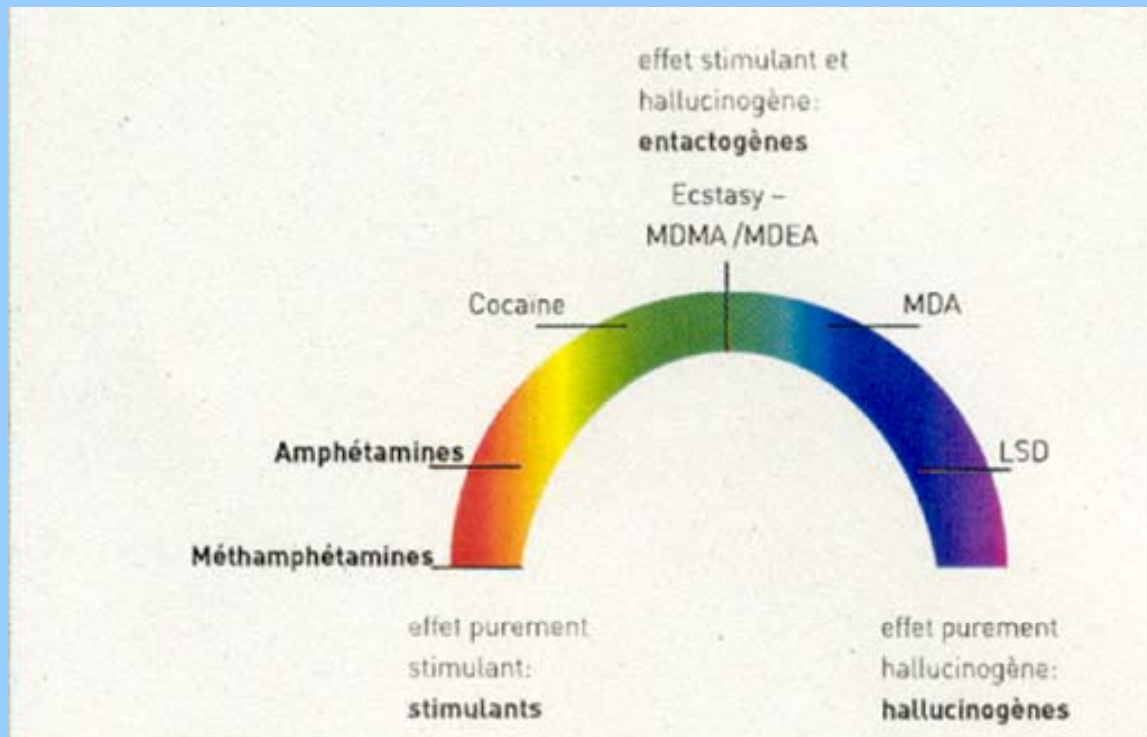 effet stimulant et
hallucinogène:
entactogènes
Ecstasy –
MDMA/MDEA
Cocaïne
MDA
Amphétamines
LSD
Méthamphétamines
effet purement
stimulant:
stimulants
effet purement
hallucinogène:
hallucinogènes